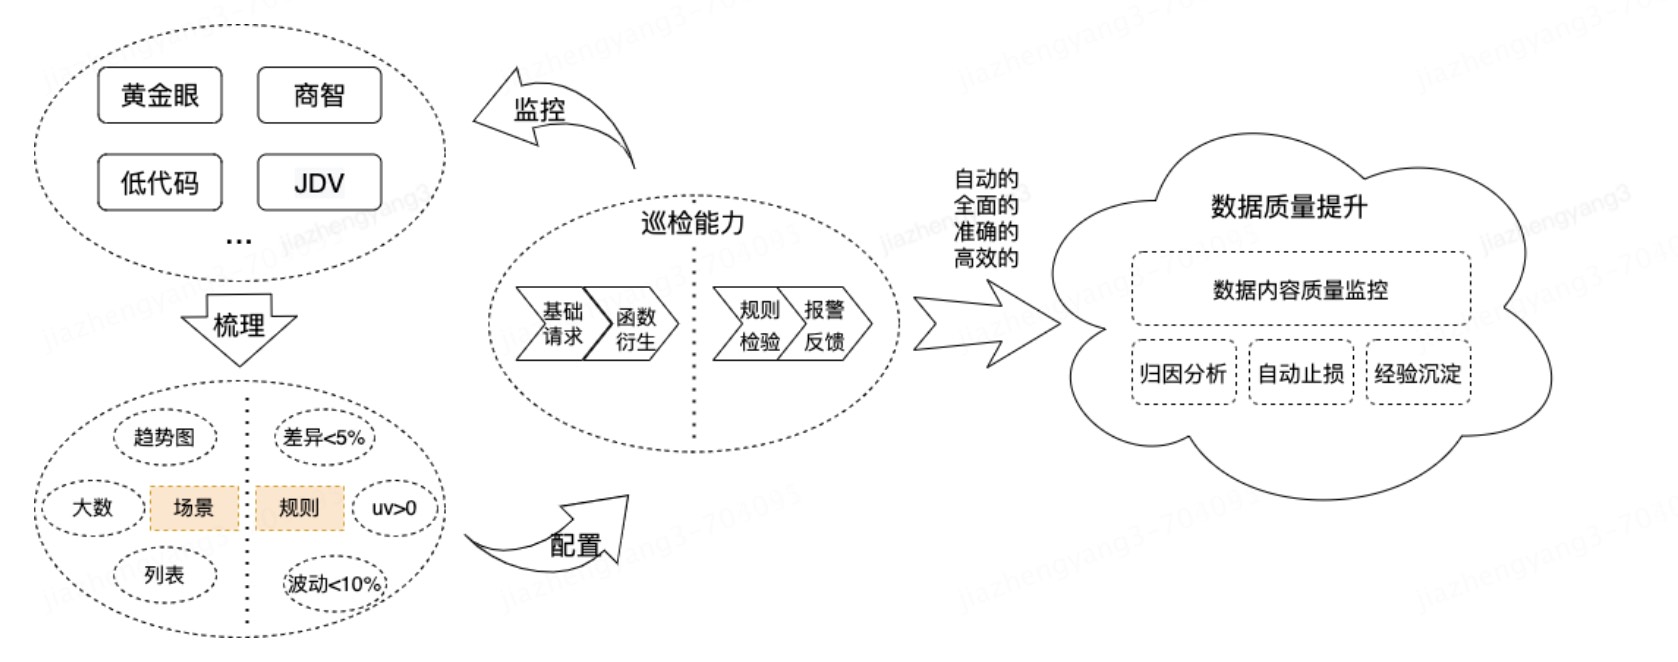 黄金眼
商智
低代码
JDV
...
梳理
趋势图
差异<5%
大数
场景
规则
uv>0
列表
波动<10%
监控
配置
巡检能力
基础
请求
函数
衍生
规则
检验
报警
反馈
自动的
全面的
准确的
高效的
数据质量提升
数据内容质量监控
归因分析
自动止损
经验沉淀
jiazhengyang3